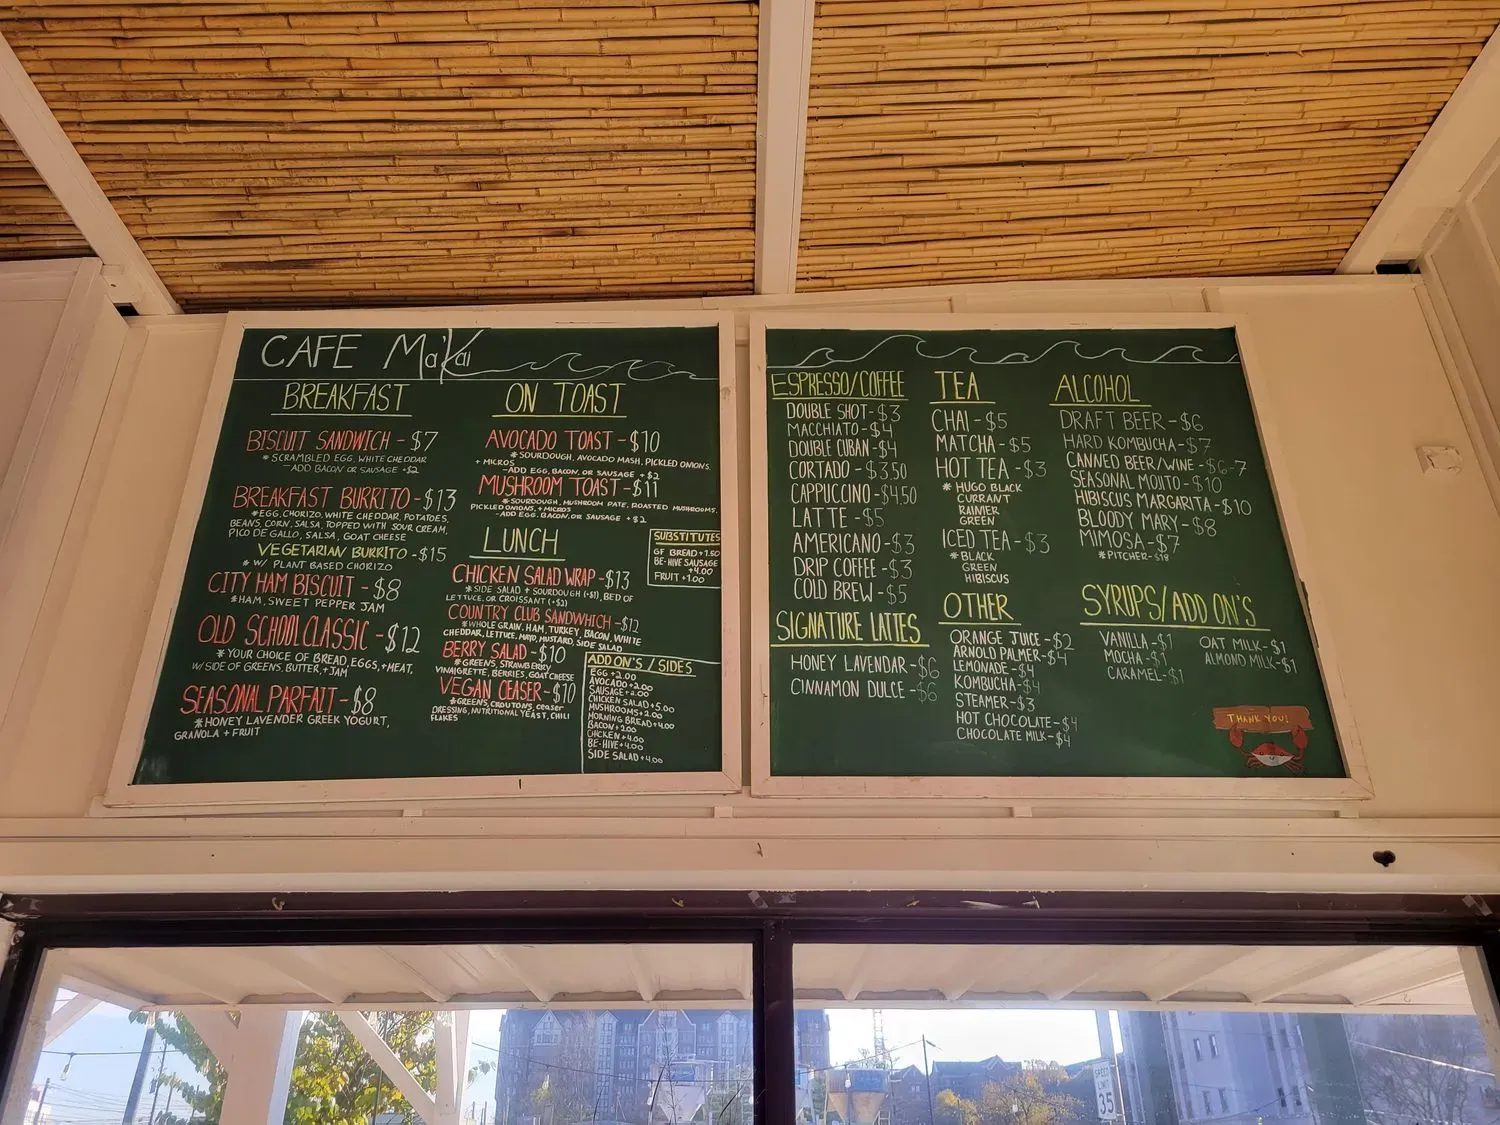 CAFE Ma'Kai
BREAKFAST
BISCUIT SANDWICH - $7
*SCRAMBLED EGG, WHITE CHEDDAR
-ADD BACON OR SAUSAGE +$2
BREAKFAST BURRITO - $13
*EGG, CHORIZO, WHITE CHEDDAR, POTATOES,
BEANS, CORN, SALSA, TOPPED WITH SOUR CREAM,
PICO DE GALLO, SALSA, GOAT CHEESE
VEGETARIAN BURRITO - $15
* W/ PLANT BASED CHORIZO
CITY HAM BISCUIT - $8
*HAM, SWEET PEPPER JAM
OLD SCHOOL CLASSIC - $12
*YOUR CHOICE OF BREAD, EGGS, +MEAT,
W/ SIDE OF GREENS, BUTTER, +JAM
SEASONAL PARFAIT - $8
*HONEY LAVENDER GREEK YOGURT,
GRANOLA + FRUIT
ON TOAST
AVOCADO TOAST - $10
*SOURDOUGH, AVOCADO MASH, PICKLED ONIONS,
+ MICROS
-ADD EGG, BACON, OR SAUSAGE +$2
MUSHROOM TOAST - $11
*SOURDOUGH, MUSHROOM PATE, ROASTED MUSHROOMS,
PICKLED ONIONS, + MICROS
-ADD EGG, BACON, OR SAUSAGE +$2
LUNCH
CHICKEN SALAD WRAP - $13
*SIDE SALAD + SOURDOUGH (+$1), BED OF
LETTUCE, OR CROISSANT (+$2)
COUNTRY CLUB SANDWHICH - $12
*WHOLE GRAIN, HAM, TURKEY, BACON, WHITE
CHEDDAR, LETTUCE, MAYO, MUSTARD, SIDE SALAD
BERRY SALAD - $10
*GREENS, STRAWBERRY
VINAIGRETTE, BERRIES, GOAT CHEESE
VEGAN CEASER - $10
*GREENS, CROUTONS, CEASER
DRESSING, NUTRITIONAL YEAST, CHILI
FLAKES
SUBSTITUTES
GF BREAD +1.50
BE-HIVE SAUSAGE
+4.00
FRUIT +1.00
ADD ON'S / SIDES
EGG +2.00
AVOCADO +2.00
SAUSAGE +2.00
CHICKEN SALAD +5.00
MUSHROOMS +2.00
MORNING BREAD +4.00
BACON +2.00
CHICKEN +4.00
BE-HIVE +4.00
SIDE SALAD +4.00
ESPRESSO/COFFEE
DOUBLE SHOT - $3
MACCHIATO - $4
DOUBLE CUBAN - $4
CORTADO - $3.50
CAPPUCCINO - $4.50
LATTE - $5
AMERICANO - $3
DRIP COFFEE - $3
COLD BREW - $5
SIGNATURE LATTES
HONEY LAVENDAR - $6
CINNAMON DULCE - $6
TEA
CHAI - $5
MATCHA - $5
HOT TEA - $3
* HUGO BLACK
CURRANT
RAINIER
GREEN
ICED TEA - $3
*BLACK
GREEN
HIBISCUS
OTHER
ORANGE JUICE - $2
ARNOLD PALMER - $4
LEMONADE - $4
KOMBUCHA - $4
STEAMER - $3
HOT CHOCOLATE - $4
CHOCOLATE MILK - $4
ALCOHOL
DRAFT BEER - $6
HARD KOMBUCHA - $7
CANNED BEER/WINE - $6-7
SEASONAL MOJITO - $10
HIBISCUS MARGARITA - $10
BLOODY MARY - $8
MIMOSA - $7
*PITCHER - $18
SYRUPS/ADD ON'S
VANILLA - $1
MOCHA - $1
CARAMEL - $1
OAT MILK - $1
ALMOND MILK - $1
THANK YOU!
SPEED
LIMIT
35